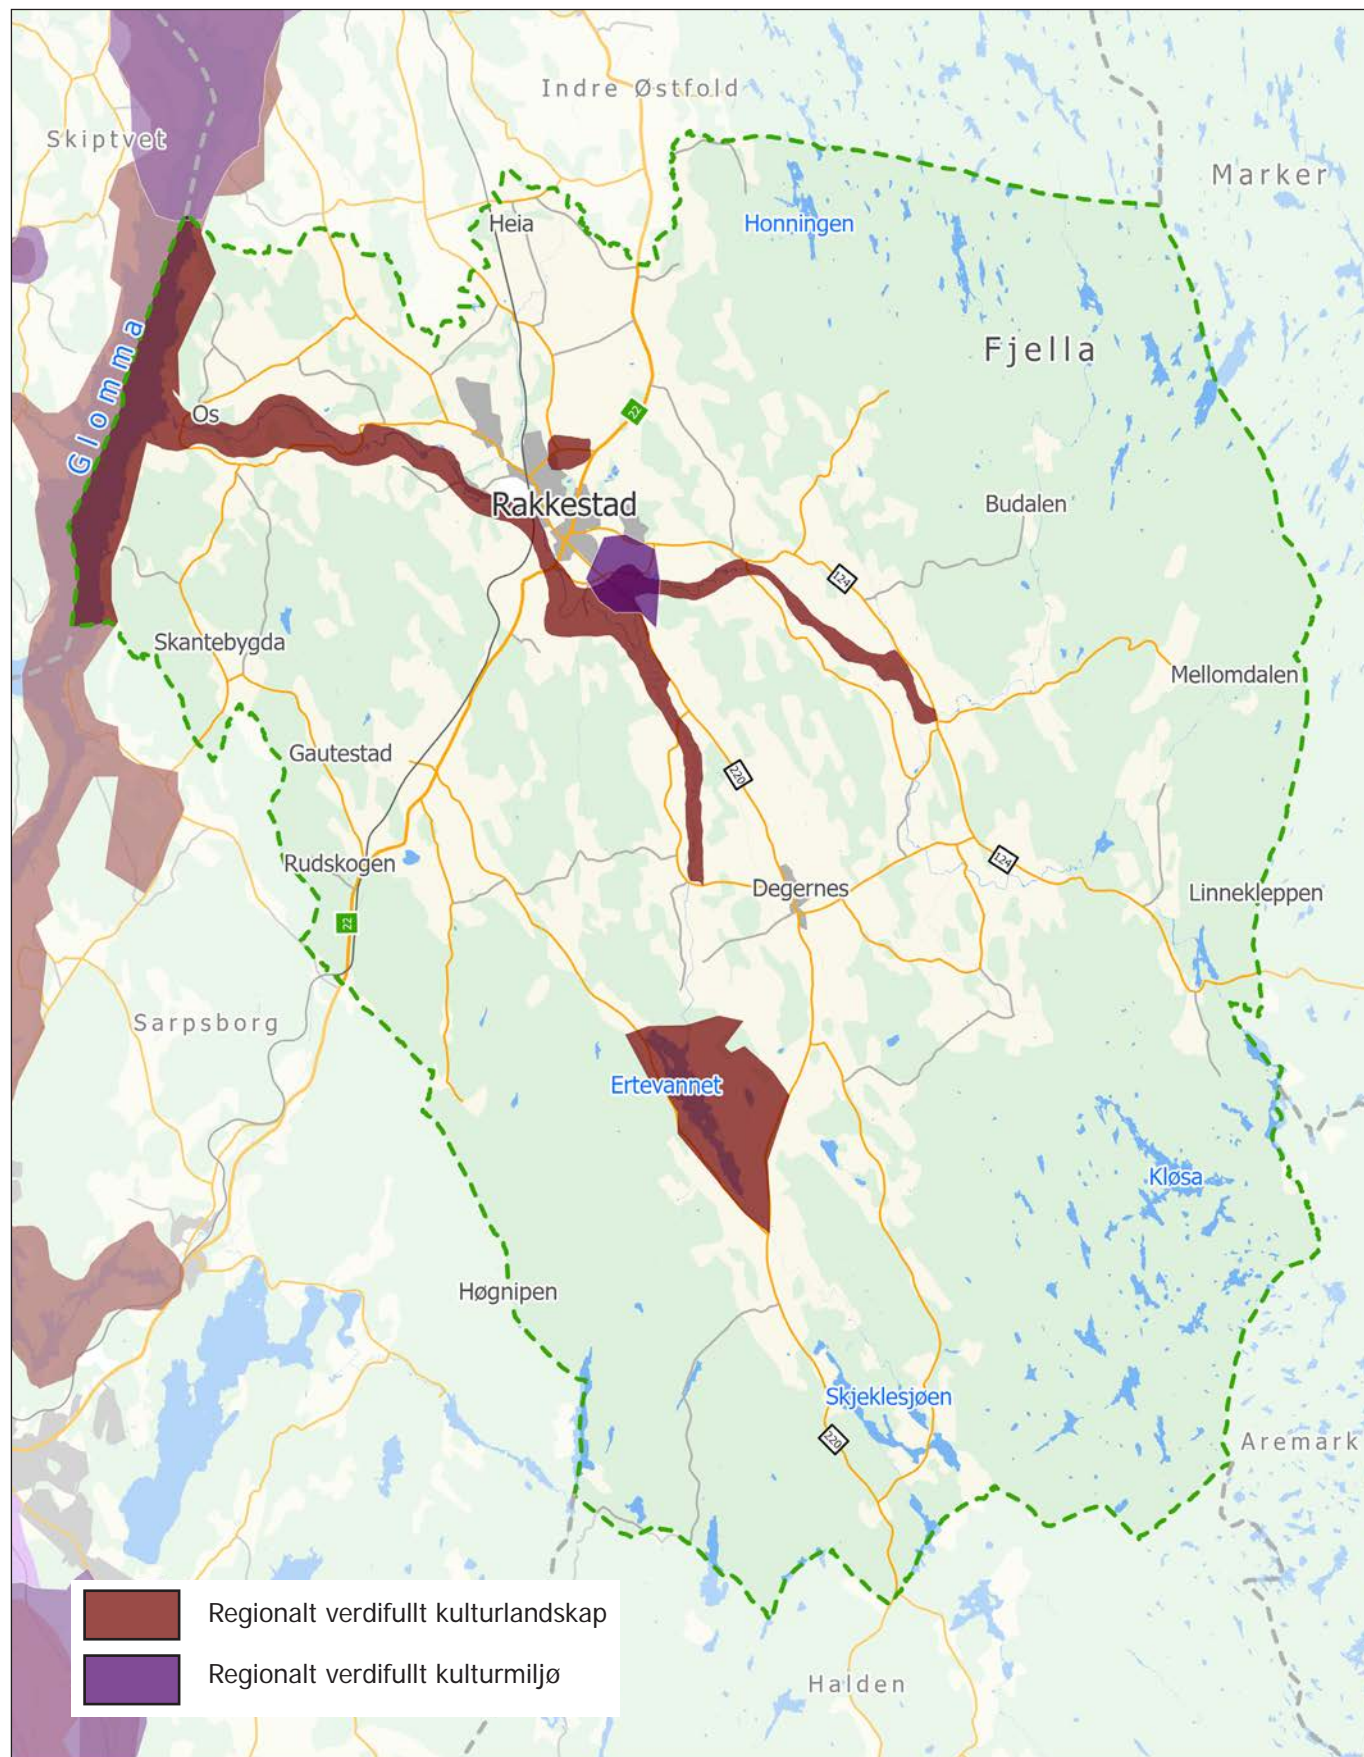 Indre Østfold
Skiptvet
Marker
Heia
Honningen
Glomma
Fjella
Os
22
Rakkestad
Budalen
124
Skantebygda
Mellomdalen
Gautestad
220
Rudskogen
124
Degernes
Linnekleppen
22
Sarpsborg
Ertevannet
Kløsa
Høgnipen
Skjeklesjøen
220
Aremark
Regionalt verdifullt kulturlandskap
Regionalt verdifullt kulturmiljø
Halden